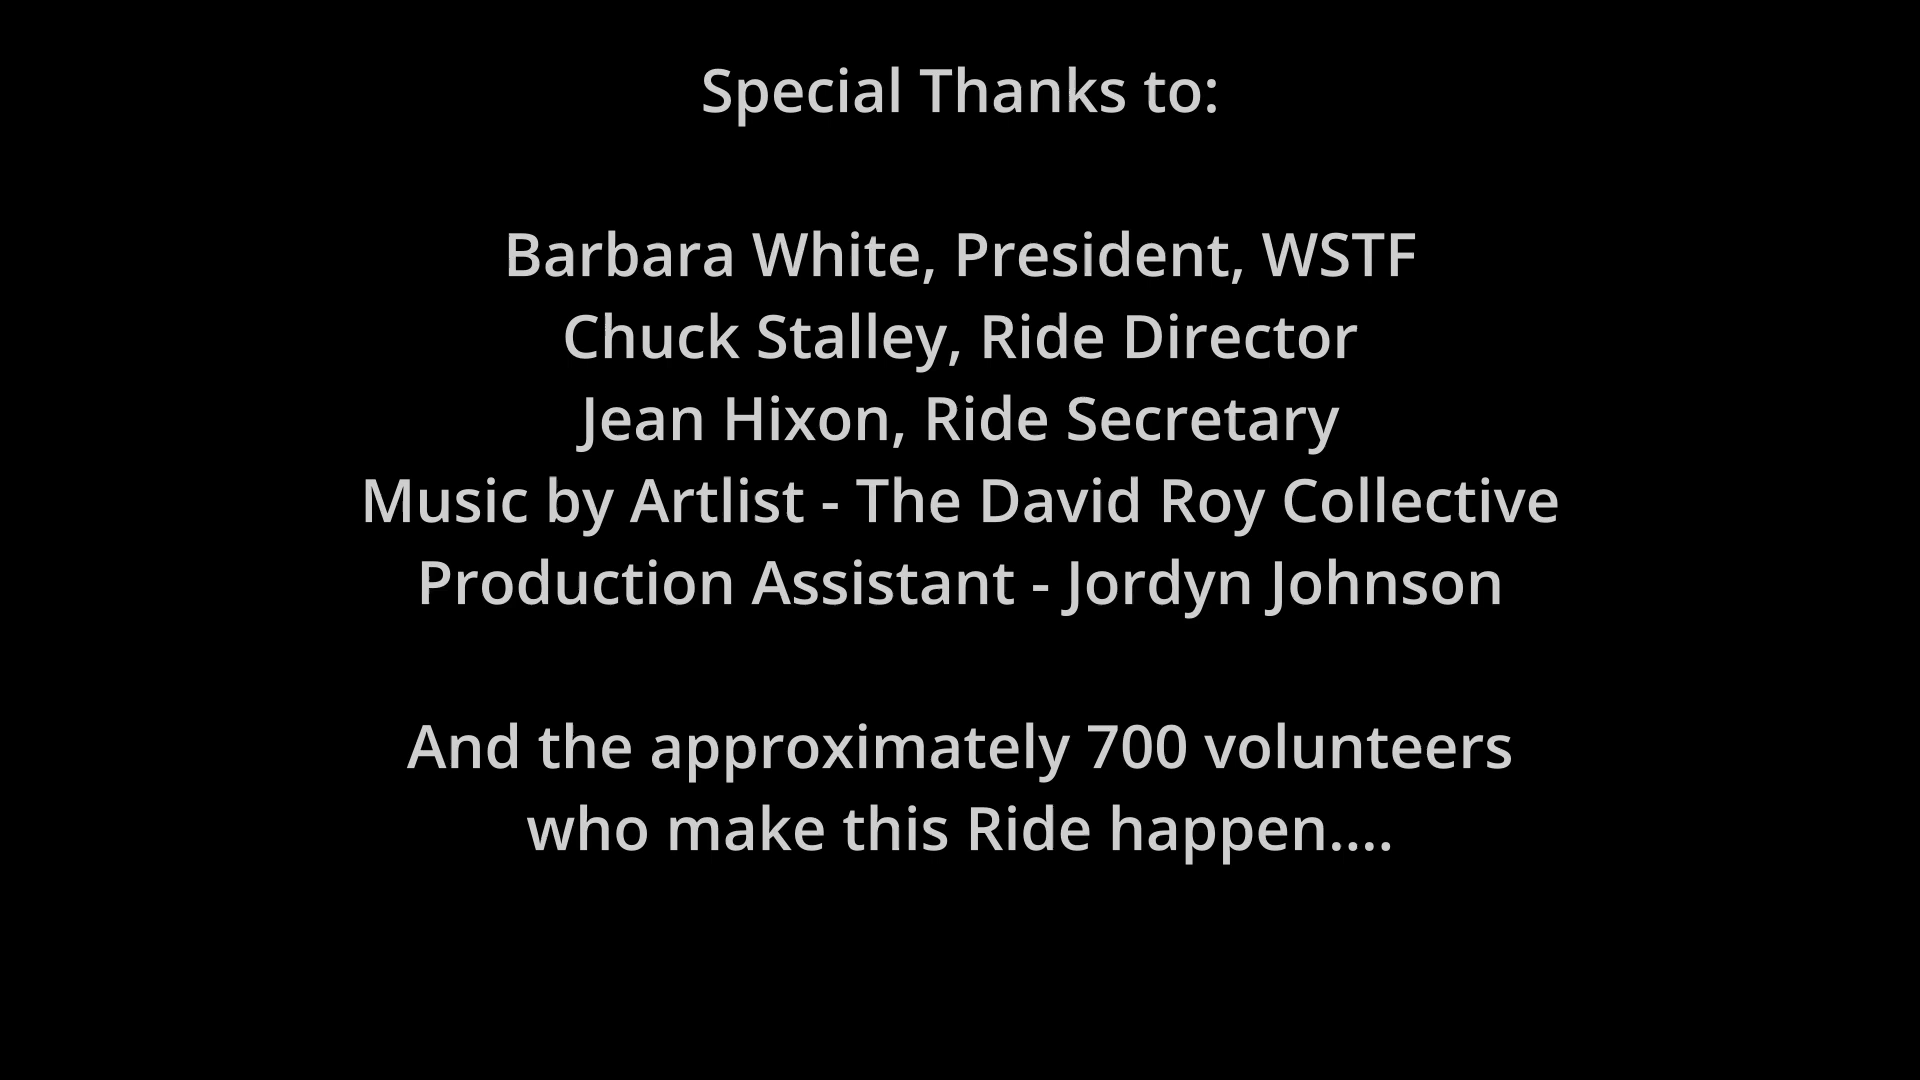 Special Thanks to:
Barbara White, President, WSTF
Chuck Stalley, Ride Director
Jean Hixon, Ride Secretary
Music by Artlist - The David Roy Collective
Production Assistant - Jordyn Johnson
And the approximately 700 volunteers
who make this Ride happen....